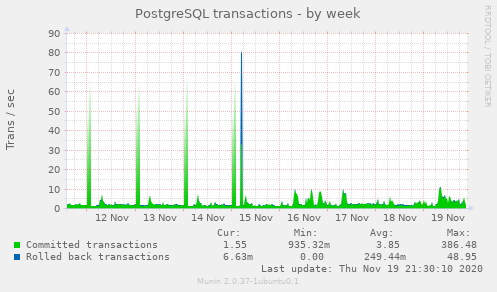 PostgreSQL transactions - by week
RRDTOOL / TOBI OETIKER
Trans / sec
90
80
70
60
50
40
30
20
10
0
12 Nov 13 Nov 14 Nov 15 Nov 16 Nov 17 Nov 18 Nov 19 Nov
Cur: Min: Avg: Max:
Committed transactions 1.55 935.32m 3.85 386.48
Rolled back transactions 6.63m 0.00 249.44m 48.95
Last update: Thu Nov 19 21:30:10 2020
Munin 2.0.37-1ubuntu0.1